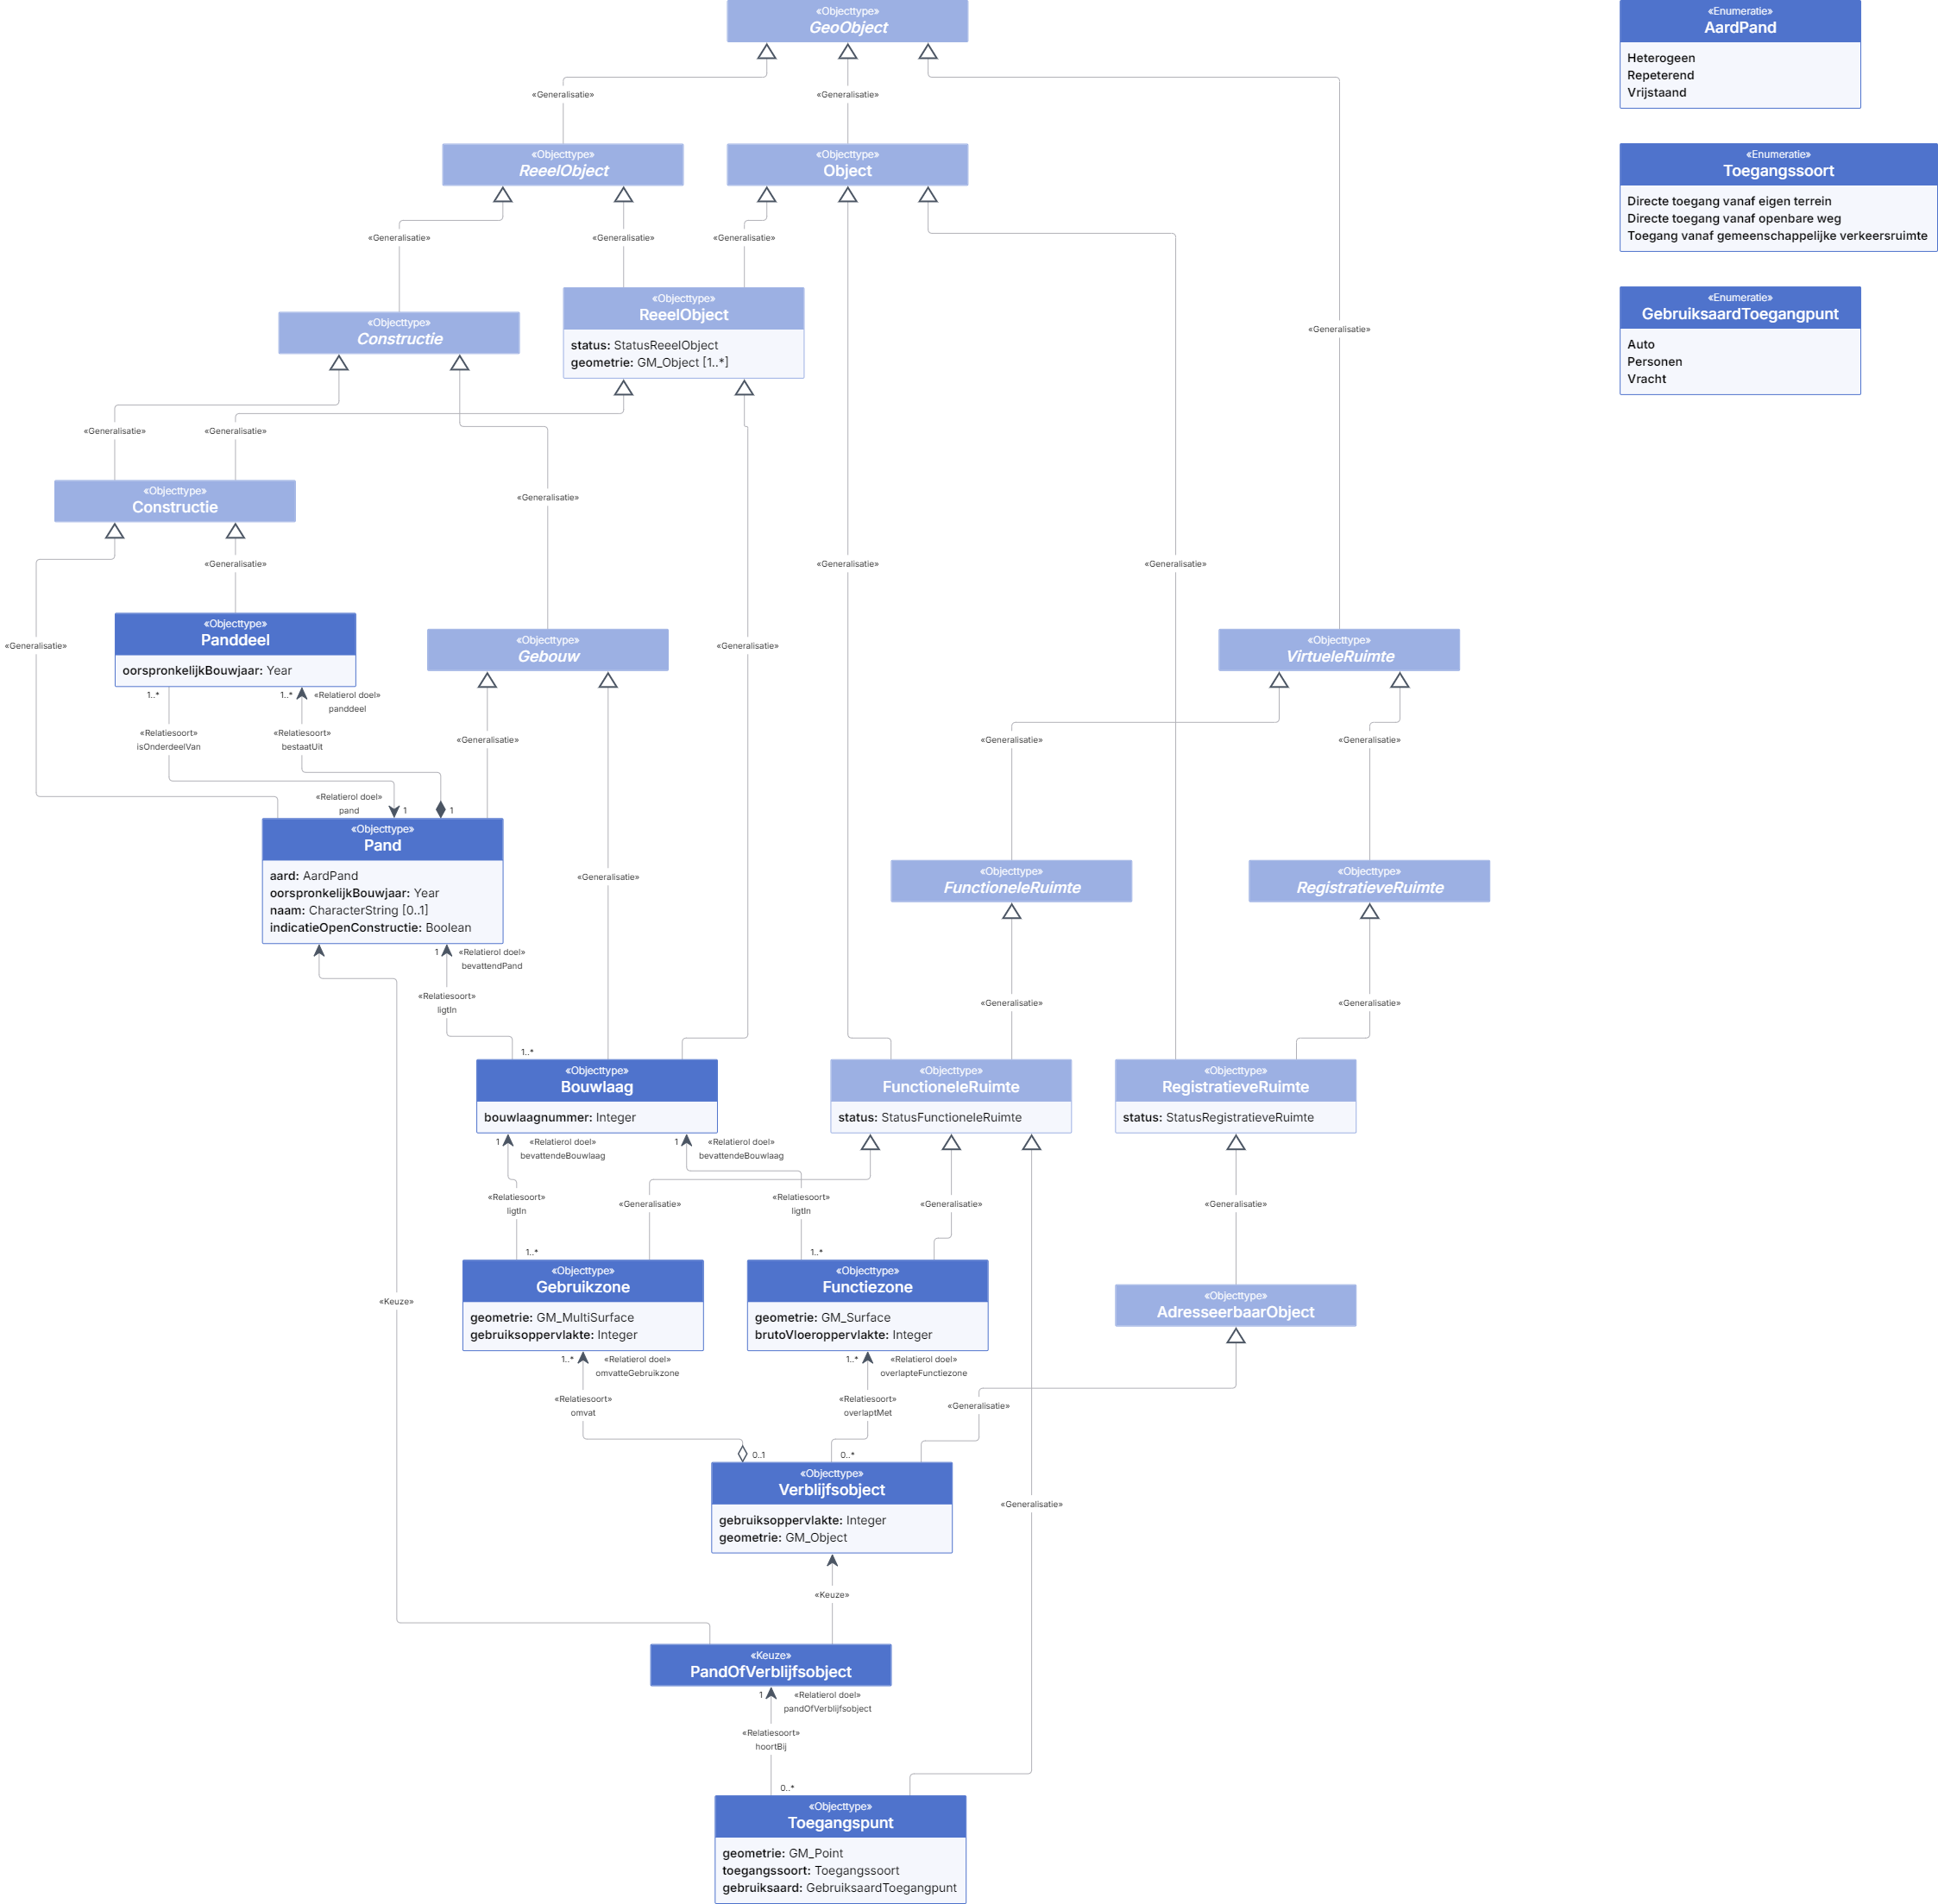 «Objecttype»
GeoObject
«Enumeratie»
AardPand
Heterogeen
Repeterend
Vrijstaand
«Generalisatie»
«Generalisatie»
«Objecttype»
ReeelObject
«Objecttype»
Object
«Enumeratie»
Toegangssoort
Directe toegang vanaf eigen terrein
Directe toegang vanaf openbare weg
Toegang vanaf gemeenschappelijke verkeersruimte
«Generalisatie»
«Generalisatie»
«Generalisatie»
«Objecttype»
ReeelObject
status: StatusReeelObject
geometrie: GM_Object [1..*]
«Enumeratie»
GebruiksaardToegangpunt
Auto
Personen
Vracht
«Objecttype»
Constructie
«Generalisatie»
«Generalisatie»
«Generalisatie»
«Objecttype»
Constructie
«Generalisatie»
«Generalisatie»
«Generalisatie»
«Generalisatie»
«Objecttype»
Panddeel
oorspronkelijkBouwjaar: Year
«Generalisatie»
«Objecttype»
Gebouw
«Generalisatie»
«Objecttype»
VirtueleRuimte
1..*
1..*
«Relatierol doel»
panddeel
«Relatiesoort»
isOnderdeelVan
«Relatiesoort»
bestaatUit
«Generalisatie»
«Generalisatie»
«Generalisatie»
«Relatierol doel»
pand
1
1
«Objecttype»
Pand
aard: AardPand
oorspronkelijkBouwjaar: Year
naam: CharacterString [0..1]
indicatieOpenConstructie: Boolean
«Generalisatie»
«Objecttype»
FunctioneleRuimte
«Objecttype»
RegistratieveRuimte
1
«Relatierol doel»
bevattendPand
«Relatiesoort»
ligtIn
«Generalisatie»
«Generalisatie»
1..*
«Objecttype»
Bouwlaag
bouwlaagnummer: Integer
«Objecttype»
FunctioneleRuimte
status: StatusFunctioneleRuimte
«Objecttype»
RegistratieveRuimte
status: StatusRegistratieveRuimte
1
«Relatierol doel»
bevattendeBouwlaag
1
«Relatierol doel»
bevattendeBouwlaag
«Relatiesoort»
ligtIn
«Generalisatie»
«Relatiesoort»
ligtIn
«Generalisatie»
«Generalisatie»
1..*
1..*
«Objecttype»
Gebruikzone
geometrie: GM_MultiSurface
gebruiksoppervlakte: Integer
«Objecttype»
Functiezone
geometrie: GM_Surface
brutoVloeroppervlakte: Integer
«Objecttype»
AdresseerbaarObject
«Keuze»
1..*
«Relatierol doel»
omvatteGebruikzone
1..*
«Relatierol doel»
overlapteFunctiezone
«Relatiesoort»
omvat
«Relatiesoort»
overlaptMet
«Generalisatie»
0..1
0..*
«Objecttype»
Verblijfsobject
gebruiksoppervlakte: Integer
geometrie: GM_Object
«Generalisatie»
«Keuze»
«Keuze»
PandOfVerblijfsobject
1
«Relatierol doel»
pandOfVerblijfsobject
«Relatiesoort»
hoortBij
0..*
«Objecttype»
Toegangspunt
geometrie: GM_Point
toegangssoort: Toegangssoort
gebruiksaard: GebruiksaardToegangpunt